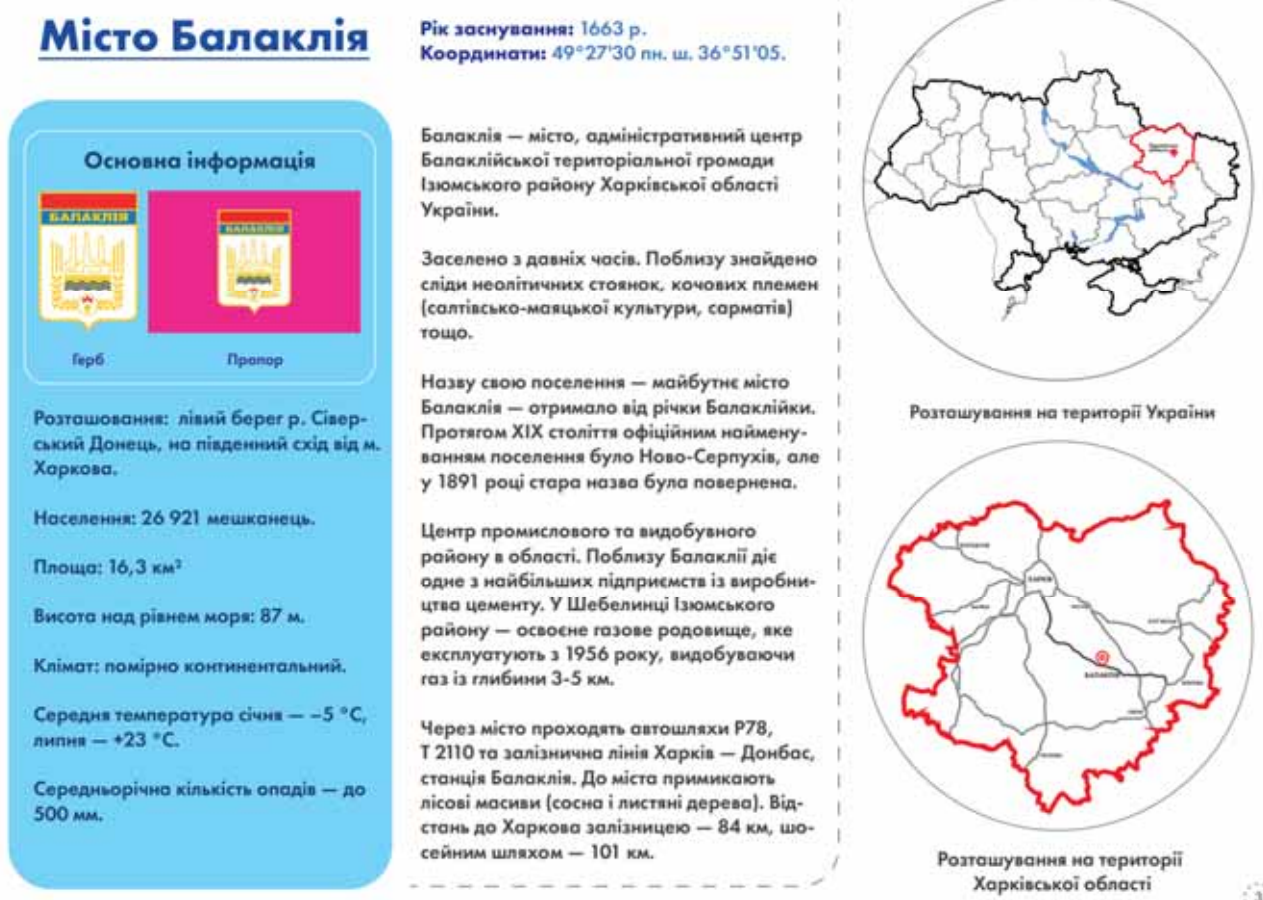 Місто Балаклія
Основна інформація
БАЛАКЛІЯ
БАЛАКЛІЯ
Герб
Прапор
Розташовання: лівий берег р. Сівер-
ський Донець, на південний схід від м.
Харкова.
Населення: 26 921 мешканець.
Площа: 16,3 км²
Висота над рівнем моря: 87 м.
Клімат: помірно континентальний.
Середня температура січня — –5 °С,
липня — +23 °С.
Середньорічна кількість опадів — до
500 мм.
Рік заснування: 1663 р.
Координати: 49°27'30 пн. ш. 36°51'05.
Балаклія — місто, адміністративний центр
Балаклійської територіальної громади
Ізюмського району Харківської області
України.
Заселено з давніх часів. Поблизу знайдено
сліди неолітичних стоянок, кочових племен
(салтівсько-маяцької культури, сарматів)
тощо.
Назву свою поселення — майбутнє місто
Балаклія — отримало від річки Балаклійки.
Протягом XIX століття офіційним наймену-
ванням поселення було Ново-Серпухів, але
у 1891 році стара назва була повернена.
Центр промислового та видобувного
району в області. Поблизу Балаклії діє
одне з найбільших підприємств із виробни-
цтва цементу. У Шебелинці Ізюмського
району — освоєне газове родовище, яке
експлуатують з 1956 року, видобуваючи
газ із глибини 3-5 км.
Через місто проходять автошляхи Р78,
Т 2110 та залізнична лінія Харків — Донбас,
станція Балаклія. До міста примикають
лісові масиви (сосна і листяні дерева). Від-
стань до Харкова залізницею — 84 км, шо-
сейним шляхом — 101 км.
Розташування на території України
ХАРКІВ
БАЛАКЛІЯ
Розташування на території
Харківської області
3